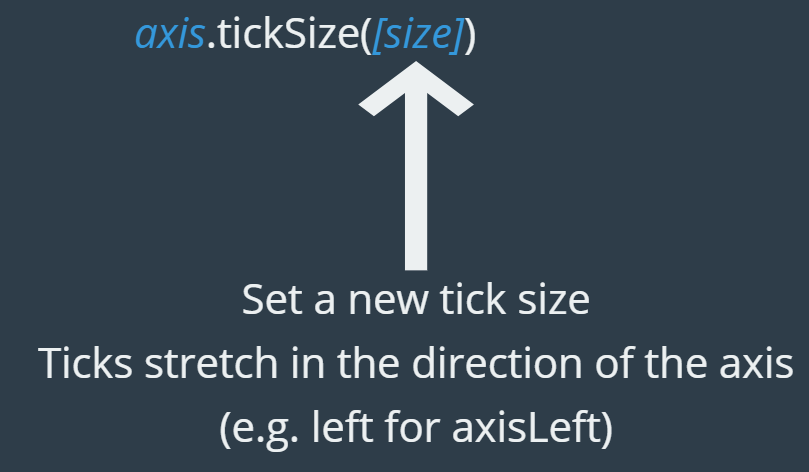 axis.tickSize([size])
Set a new tick size
Ticks stretch in the direction of the axis
(e.g. left for axisLeft)